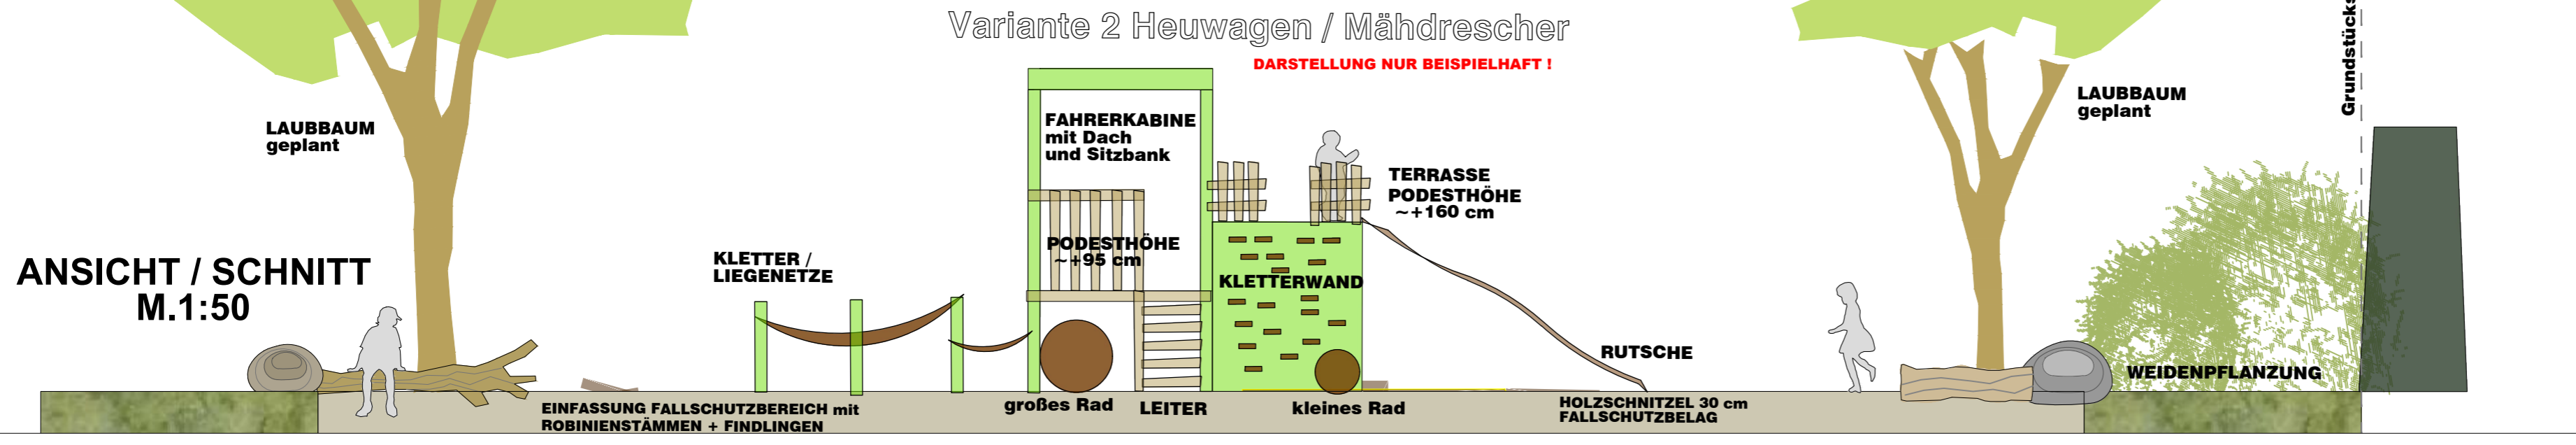 Variante 2 Heuwagen / Mähdrescher
DARSTELLUNG NUR BEISPIELHAFT !
LAUBBAUM
geplant
FAHRERKABINE
mit Dach
und Sitzbank
TERRASSE
PODESTHÖHE
~+160 cm
LAUBBAUM
geplant
Grundstücks
ANSICHT / SCHNITT
M.1:50
KLETTER /
LIEGENETZE
PODESTHÖHE
~+95 cm
KLETTERWAND
RUTSCHE
WEIDENPFLANZUNG
EINFASSUNG FALLSCHUTZBEREICH mit
ROBINIENSTÄMMEN + FINDLINGEN
großes Rad
LEITER
kleines Rad
HOLZSCHNITZEL 30 cm
FALLSCHUTZBELAG